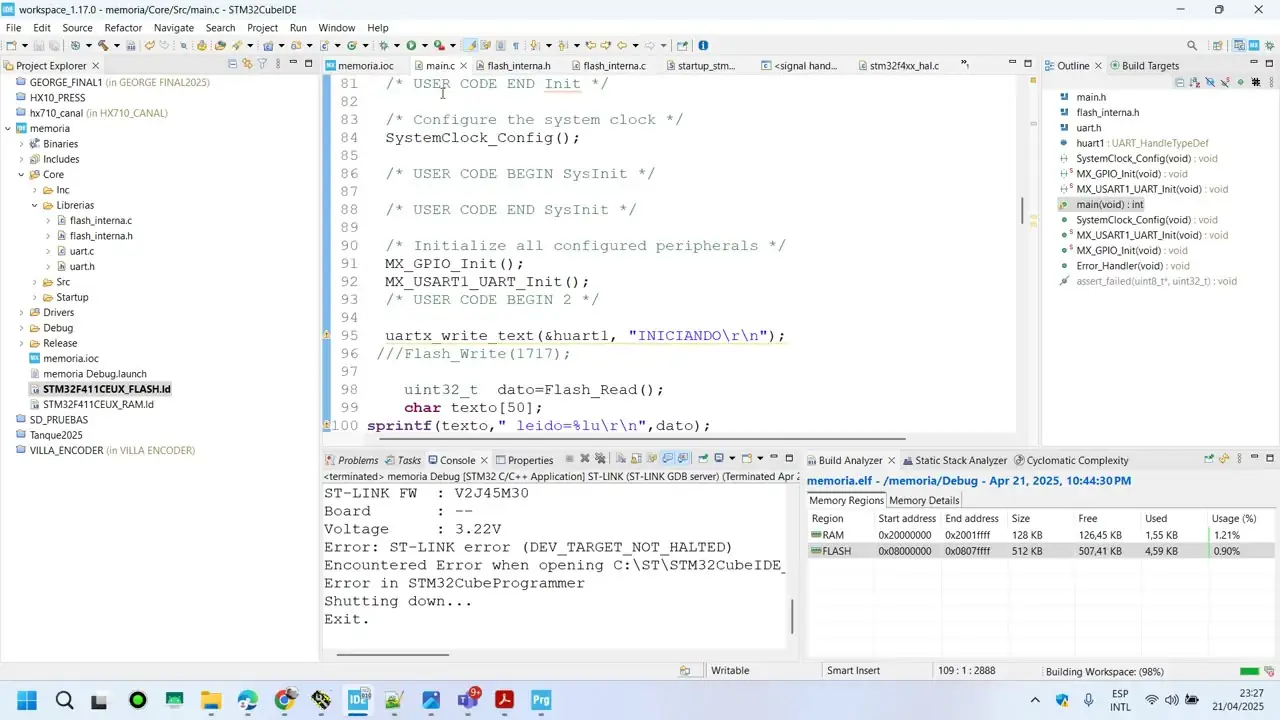 workspace_1.17.0 - memoria/Core/Src/main.c - STM32CubeIDE
File Edit Source Refactor Navigate Search Project Run Window Help
Project Explorer
GEORGE_FINAL1 (in GEORGE FINAL2025)
HX10_PRESS
hx710_canal (in HX710_CANAL)
memoria
Binaries
Includes
Core
Inc
Librerias
flash_interna.c
flash_interna.h
uart.c
uart.h
Src
Startup
Drivers
Debug
Release
memoria.ioc
memoria Debug.launch
STM32F411CEUX_FLASH.ld
STM32F411CEUX_RAM.ld
SD_PRUEBAS
Tanque2025
VILLA_ENCODER (in VILLA ENCODER)
memoria.ioc main.c flash_interna.h flash_interna.c startup_stm... <signal hand... stm32f4xx_hal.c
81 /* USER CODE END Init */
82
83 /* Configure the system clock */
84 SystemClock_Config();
85
86 /* USER CODE BEGIN SysInit */
87
88 /* USER CODE END SysInit */
89
90 /* Initialize all configured peripherals */
91 MX_GPIO_Init();
92 MX_USART1_UART_Init();
93 /* USER CODE BEGIN 2 */
94
95 uartx_write_text(&huart1, "INICIANDO\r\n");
96 ///Flash_Write(1717);
97
98 uint32_t dato=Flash_Read();
99 char texto[50];
100 sprintf(texto," leido=%lu\r\n",dato);
Outline Build Targets
main.h
flash_interna.h
uart.h
huart1 : UART_HandleTypeDef
SystemClock_Config(void) : void
MX_GPIO_Init(void) : void
MX_USART1_UART_Init(void) : void
main(void) : int
SystemClock_Config(void) : void
MX_USART1_UART_Init(void) : void
MX_GPIO_Init(void) : void
Error_Handler(void) : void
assert_failed(uint8_t*, uint32_t) : void
Problems Tasks Console Properties
<terminated> memoria Debug [STM32 C/C++ Application] ST-LINK (ST-LINK GDB server) (Terminated Apr
ST-LINK FW : V2J45M30
Board : --
Voltage : 3.22V
Error: ST-LINK error (DEV_TARGET_NOT_HALTED)
Encountered Error when opening C:\ST\STM32CubeIDE_
Error in STM32CubeProgrammer
Shutting down...
Exit.
Build Analyzer Static Stack Analyzer Cyclomatic Complexity
memoria.elf - /memoria/Debug - Apr 21, 2025, 10:44:30 PM
Memory Regions Memory Details
Region Start address End address Size Free Used Usage (%)
RAM 0x20000000 0x2001ffff 128 KB 126,45 KB 1,55 KB 1.21%
FLASH 0x08000000 0x0807ffff 512 KB 507,41 KB 4,59 KB 0.90%
Writable Smart Insert 109 : 1 : 2888 Building Workspace: (98%)
IDE 9+ Prg ESP INTL 23:27 21/04/2025